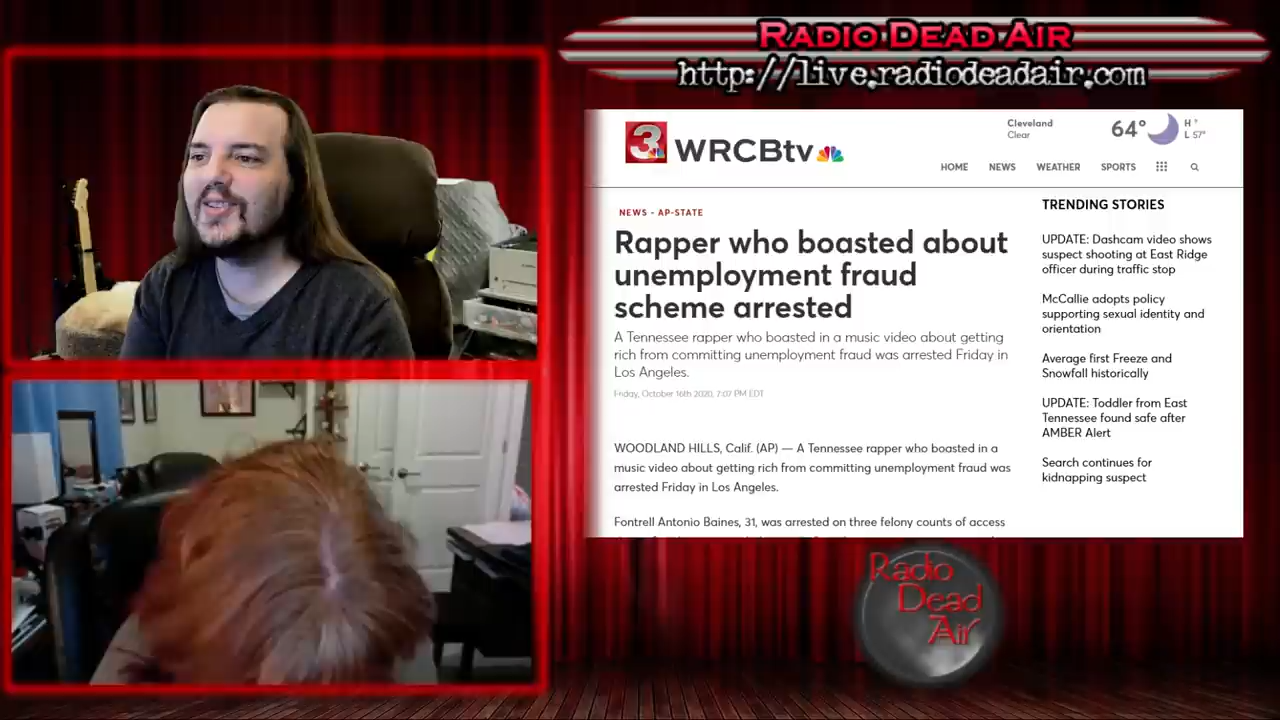 RADIO DEAD AIR
http://live.radiodeadair.com
3 WRCBtv
Cleveland
Clear
64°
H °
L 57°
HOME NEWS WEATHER SPORTS
NEWS - AP-STATE
Rapper who boasted about
unemployment fraud
scheme arrested
A Tennessee rapper who boasted in a music video about getting
rich from committing unemployment fraud was arrested Friday in
Los Angeles.
Friday, October 16th 2020, 7:07 PM EDT
WOODLAND HILLS, Calif. (AP) — A Tennessee rapper who boasted in a
music video about getting rich from committing unemployment fraud was
arrested Friday in Los Angeles.
Fontrell Antonio Baines, 31, was arrested on three felony counts of access
TRENDING STORIES
UPDATE: Dashcam video shows
suspect shooting at East Ridge
officer during traffic stop
McCallie adopts policy
supporting sexual identity and
orientation
Average first Freeze and
Snowfall historically
UPDATE: Toddler from East
Tennessee found safe after
AMBER Alert
Search continues for
kidnapping suspect
Radio
Dead
Air